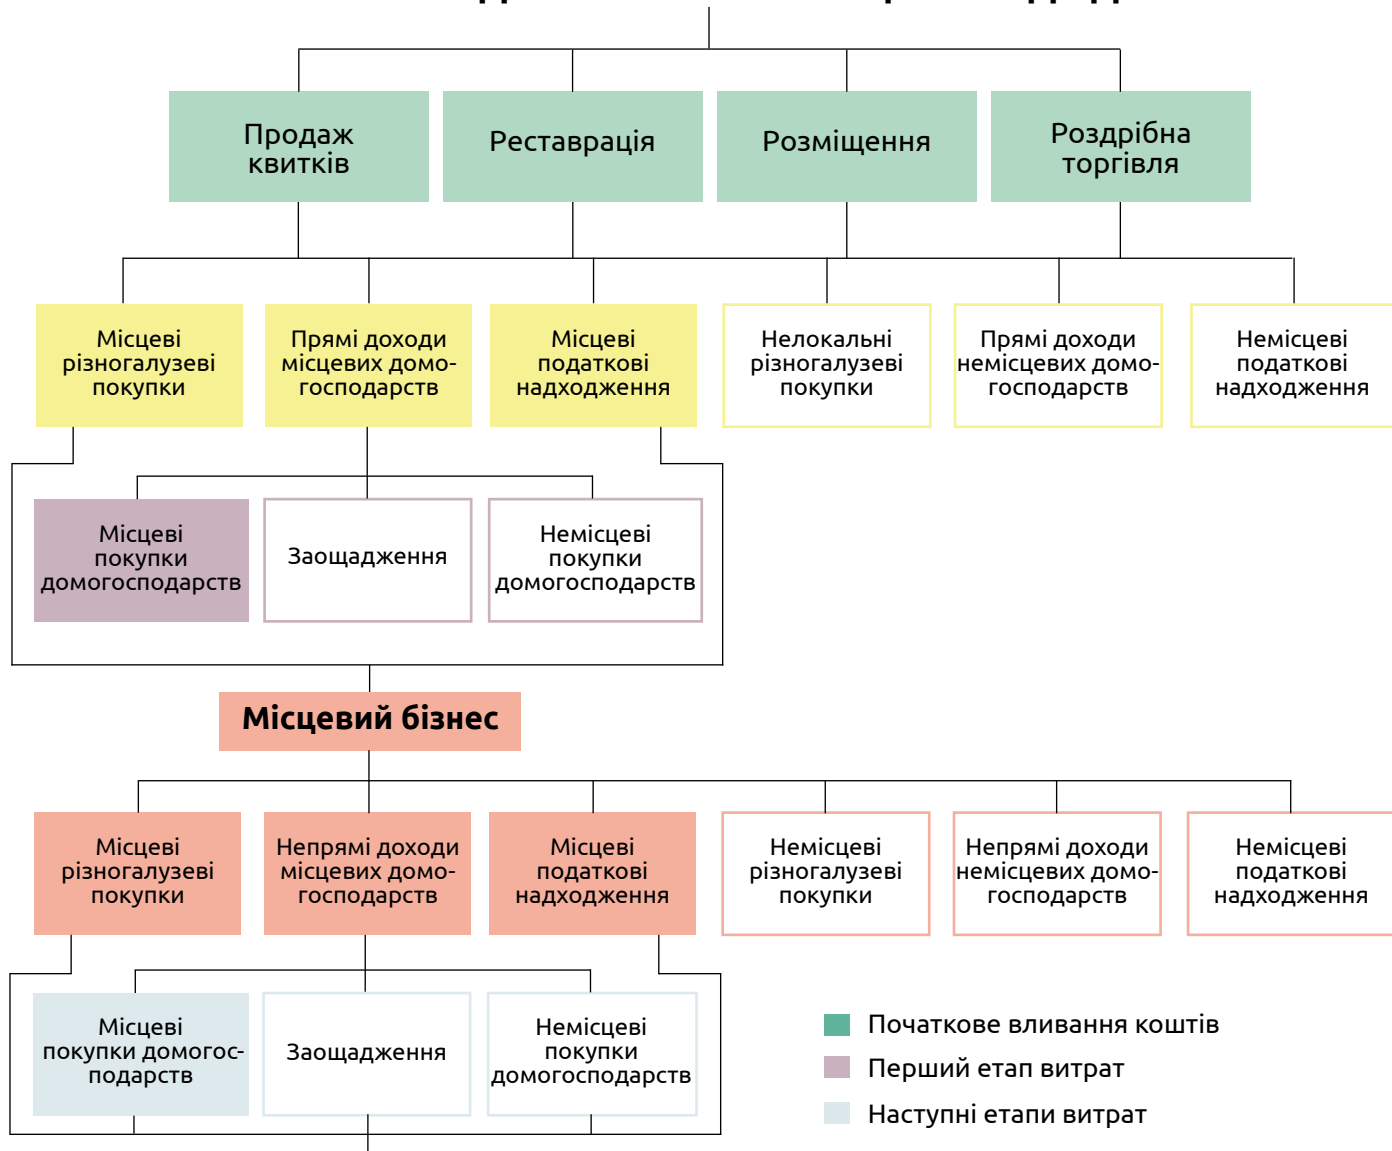 Продаж
квитків
Реставрація
Розміщення
Роздрібна
торгівля
Місцеві
різногалузеві
покупки
Прямі доходи
місцевих домо-
господарств
Місцеві
податкові
надходження
Нелокальні
різногалузеві
покупки
Прямі доходи
немісцевих домо-
господарств
Немісцеві
податкові
надходження
Місцеві
покупки
домогосподарств
Заощадження
Немісцеві
покупки
домогосподарств
Місцевий бізнес
Місцеві
різногалузеві
покупки
Непрямі доходи
місцевих домо-
господарств
Місцеві
податкові
надходження
Немісцеві
різногалузеві
покупки
Непрямі доходи
немісцевих домо-
господарств
Немісцеві
податкові
надходження
Місцеві
покупки домогос-
подарств
Заощадження
Немісцеві
покупки
домогосподарств
Початкове вливання коштів
Перший етап витрат
Наступні етапи витрат